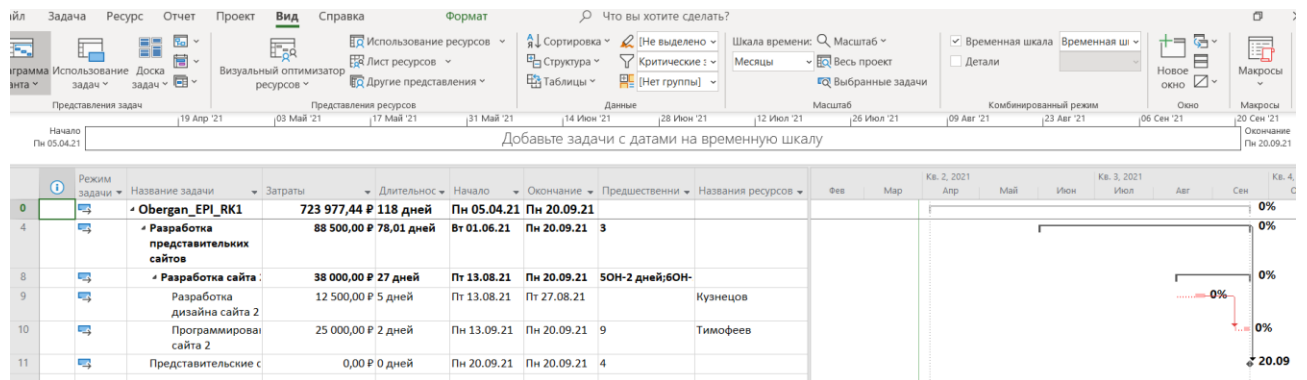 йл Задача Ресурс Отчет Проект Вид Справка Формат Что вы хотите сделать?
Использование ресурсов Сортировка [Не выделено Шкала времени: Масштаб Временная шкала Временная ш
Лист ресурсов Структура Критические з Месяцы Весь проект Детали
Другие представления Таблицы [Нет группы] Выбранные задачи
грамма Использование Доска Визуальный оптимизатор Новое Макросы
нта задач задач ресурсов окно
Представления задач Представления ресурсов Данные Масштаб Комбинированный режим Окно Макросы
19 Апр '21 03 Май '21 17 Май '21 31 Май '21 14 Июн '21 28 Июн '21 12 Июл '21 26 Июл '21 09 Авг '21 23 Авг '21 06 Сен '21 20 Сен '21
Начало Добавьте задачи с датами на временную шкалу Окончание
Пн 05.04.21 Пн 20.09.21
Режим Кв. 2, 2021 Кв. 3, 2021 Кв. 4,
задачи Название задачи Затраты Длительнос Начало Окончание Предшественни Названия ресурсов Фев Мар Апр Май Июн Июл Авг Сен
0 Obergan_EPI_RK1 723 977,44 ₽ 118 дней Пн 05.04.21 Пн 20.09.21 0%
4 Разработка 88 500,00 ₽ 78,01 дней Вт 01.06.21 Пн 20.09.21 3 0%
представительких
сайтов
8 Разработка сайта 38 000,00 ₽ 27 дней Пт 13.08.21 Пн 20.09.21 5ОН-2 дней;6ОН- 0%
9 Разработка 12 500,00 ₽ 5 дней Пт 13.08.21 Пт 27.08.21 Кузнецов 0%
дизайна сайта 2
10 Программирова 25 000,00 ₽ 2 дней Пн 13.09.21 Пн 20.09.21 9 Тимофеев 0%
сайта 2
11 Представительские с 0,00 ₽ 0 дней Пн 20.09.21 Пн 20.09.21 4 20.09